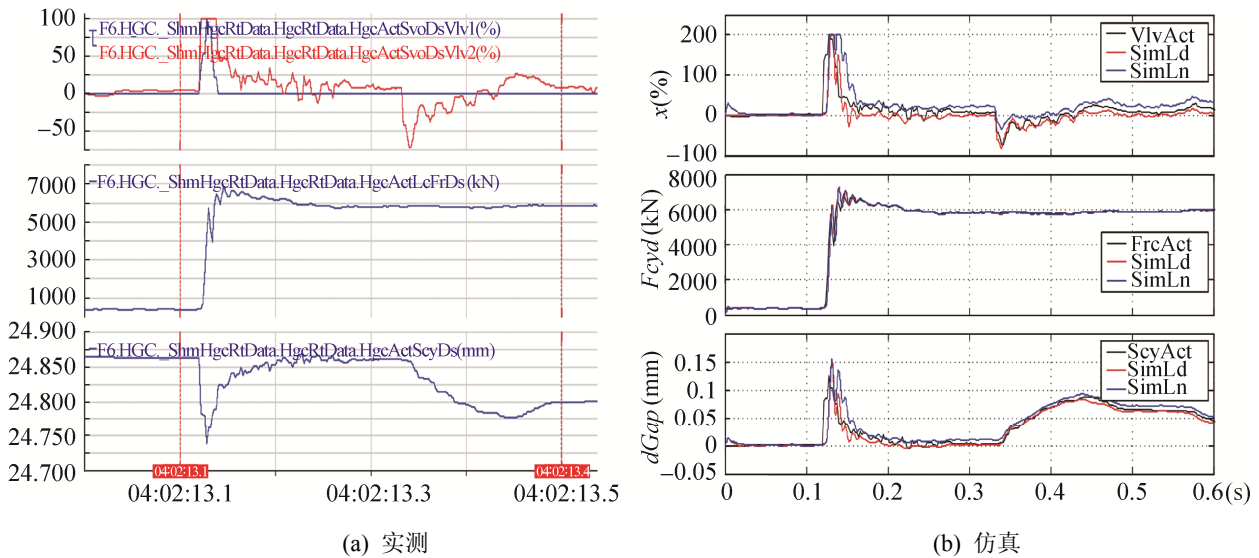 100
50
0
−50
F6.HGC._ShmHgcRtData.HgcRtData.HgcActSvoDsVlv1(%)
F6.HGC._ShmHgcRtData.HgcRtData.HgcActSvoDsVlv2(%)
7000
5000
3000
1000
F6.HGC._ShmHgcRtData.HgcRtData.HgcActLcFrDs (kN)
24.900
24.850
24.800
24.750
24.700
F6.HGC._ShmHgcRtData.HgcRtData.HgcActScyDs(mm)
04:02:13.1
04:02:13.4
04:02:13.1
04:02:13.3
04:02:13.5
(a) 实测
x(%)
200
100
0
−100
VlvAct
SimLd
SimLn
Fcyd (kN)
8000
6000
4000
2000
0
FrcAct
SimLd
SimLn
dGap (mm)
0.15
0.1
0.05
0
−0.05
ScyAct
SimLd
SimLn
0 0.1 0.2 0.3 0.4 0.5 0.6 (s)
(b) 仿真